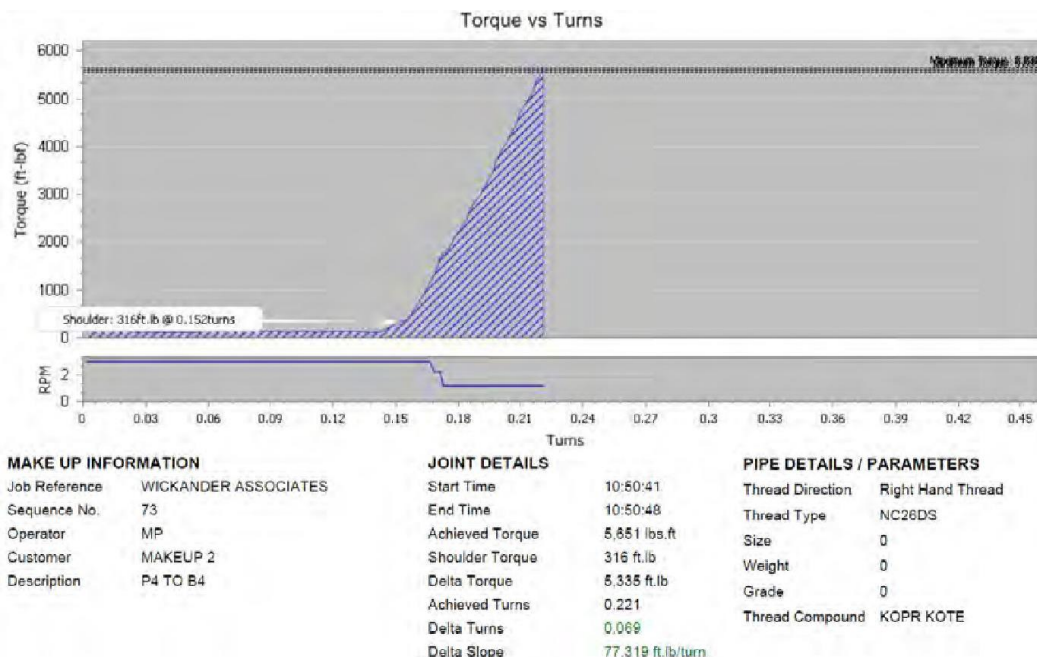 Torque vs Turns
6000
5000
4000
3000
2000
1000
0
Torque (ft-lbf)
Shoulder: 316ft.lb @ 0.152turns
2
0
RPM
0 0.03 0.06 0.09 0.12 0.15 0.18 0.21 0.24 0.27 0.3 0.33 0.36 0.39 0.42 0.45
Turns
MAKE UP INFORMATION
Job Reference WICKANDER ASSOCIATES
Sequence No. 73
Operator MP
Customer MAKEUP 2
Description P4 TO B4
JOINT DETAILS
Start Time 10:50:41
End Time 10:50:48
Achieved Torque 5,651 lbs.ft
Shoulder Torque 316 ft.lb
Delta Torque 5,335 ft.lb
Achieved Turns 0.221
Delta Turns 0.069
Delta Slope 77,319 ft.lb/turn
PIPE DETAILS / PARAMETERS
Thread Direction Right Hand Thread
Thread Type NC26DS
Size 0
Weight 0
Grade 0
Thread Compound KOPR KOTE